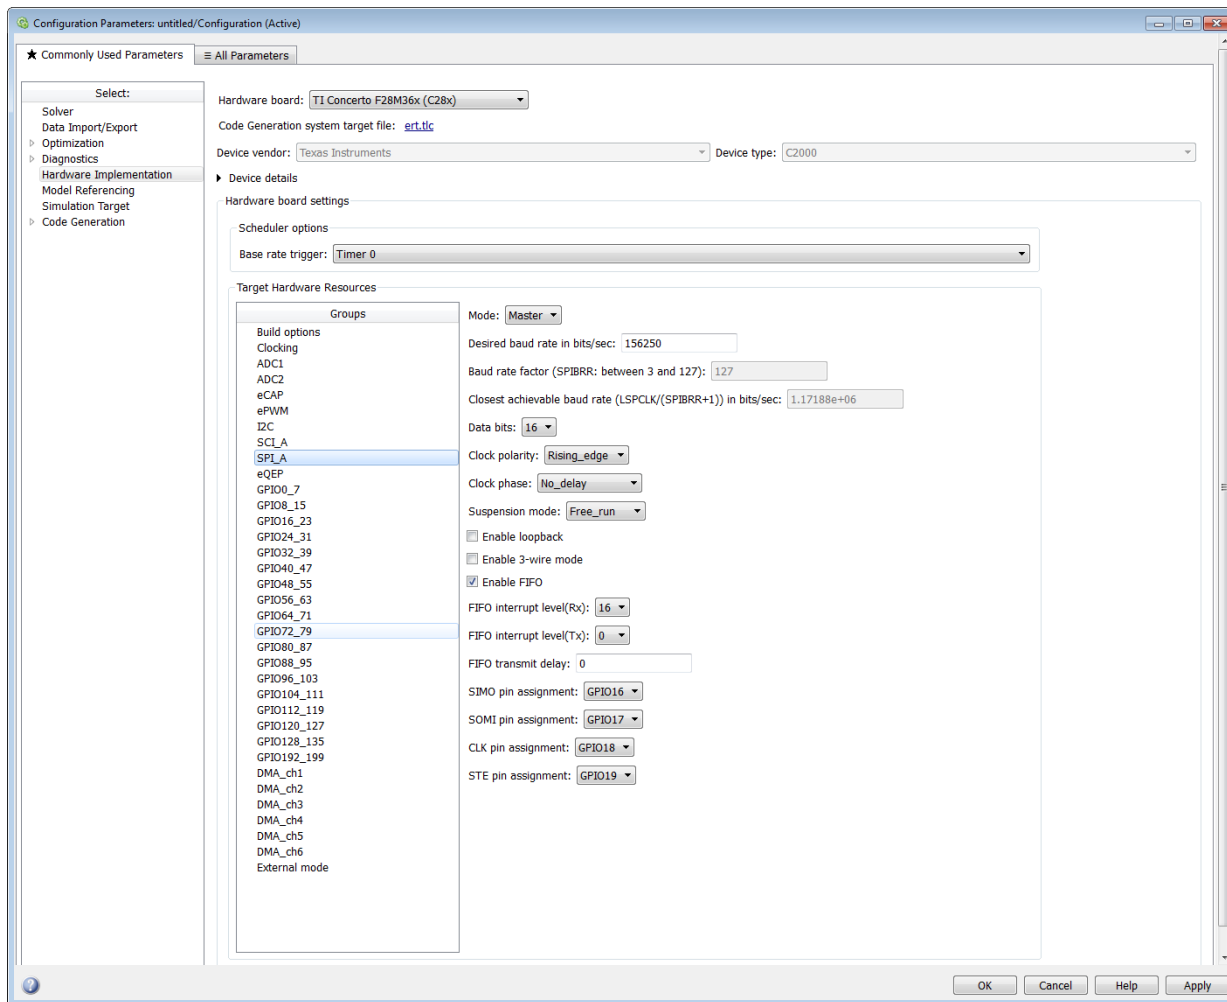 Configuration Parameters: untitled/Configuration (Active)
★ Commonly Used Parameters
≡ All Parameters
Select:
Solver
Data Import/Export
Optimization
Diagnostics
Hardware Implementation
Model Referencing
Simulation Target
Code Generation
Hardware board: TI Concerto F28M36x (C28x)
Code Generation system target file: ert.tlc
Device vendor: Texas Instruments Device type: C2000
Device details
Hardware board settings
Scheduler options
Base rate trigger: Timer 0
Target Hardware Resources
Groups
Build options
Clocking
ADC1
ADC2
eCAP
ePWM
I2C
SCI_A
SPI_A
eQEP
GPIO0_7
GPIO8_15
GPIO16_23
GPIO24_31
GPIO32_39
GPIO40_47
GPIO48_55
GPIO56_63
GPIO64_71
GPIO72_79
GPIO80_87
GPIO88_95
GPIO96_103
GPIO104_111
GPIO112_119
GPIO120_127
GPIO128_135
GPIO192_199
DMA_ch1
DMA_ch2
DMA_ch3
DMA_ch4
DMA_ch5
DMA_ch6
External mode
Mode: Master
Desired baud rate in bits/sec: 156250
Baud rate factor (SPIBRR: between 3 and 127): 127
Closest achievable baud rate (LSPCLK/(SPIBRR+1)) in bits/sec: 1.17188e+06
Data bits: 16
Clock polarity: Rising_edge
Clock phase: No_delay
Suspension mode: Free_run
Enable loopback
Enable 3-wire mode
Enable FIFO
FIFO interrupt level(Rx): 16
FIFO interrupt level(Tx): 0
FIFO transmit delay: 0
SIMO pin assignment: GPIO16
SOMI pin assignment: GPIO17
CLK pin assignment: GPIO18
STE pin assignment: GPIO19
OK
Cancel
Help
Apply